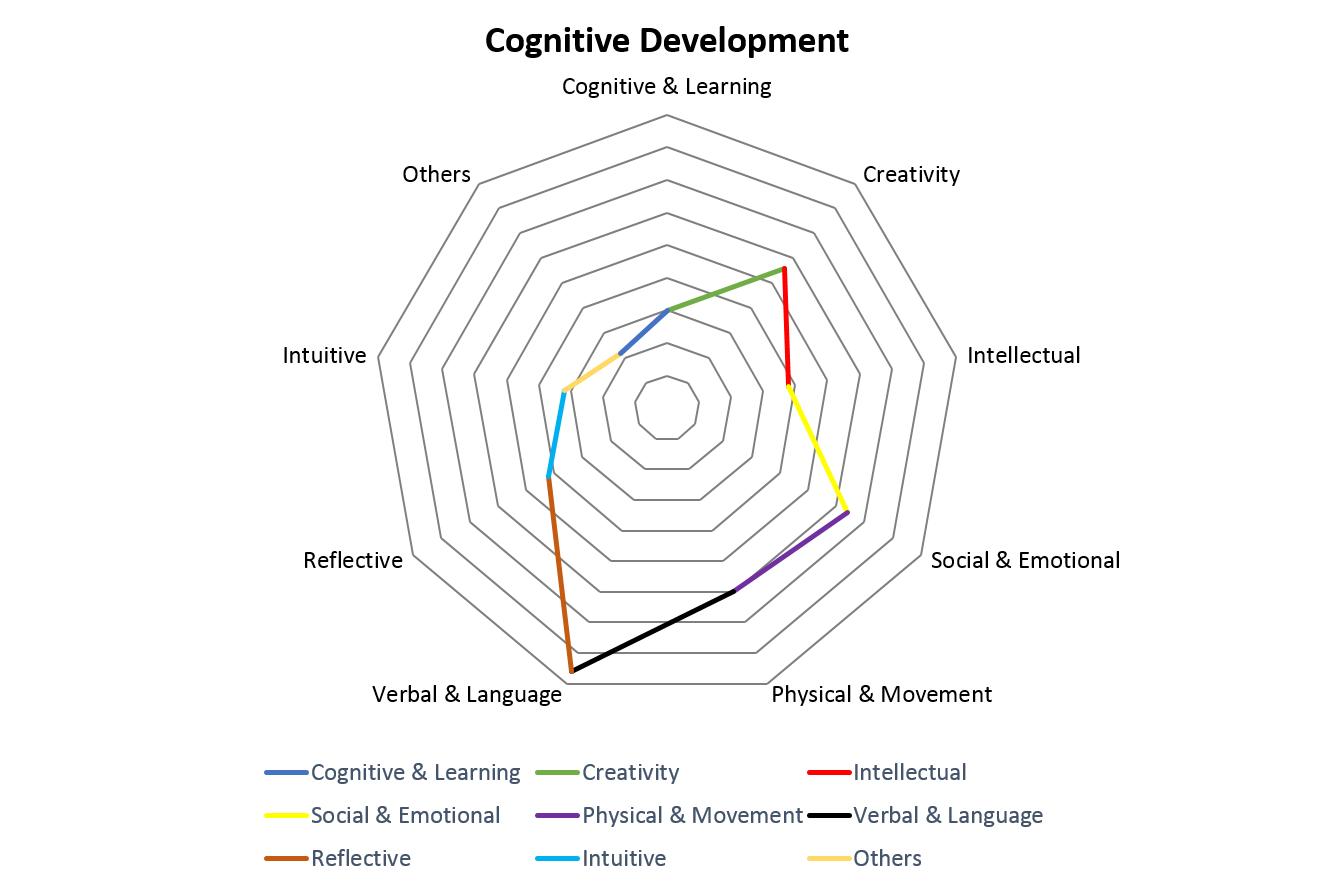 Cognitive Development
Cognitive & Learning
Others
Creativity
Intuitive
Intellectual
Reflective
Social & Emotional
Verbal & Language
Physical & Movement
Cognitive & Learning
Creativity
Intellectual
Social & Emotional
Physical & Movement
Verbal & Language
Reflective
Intuitive
Others